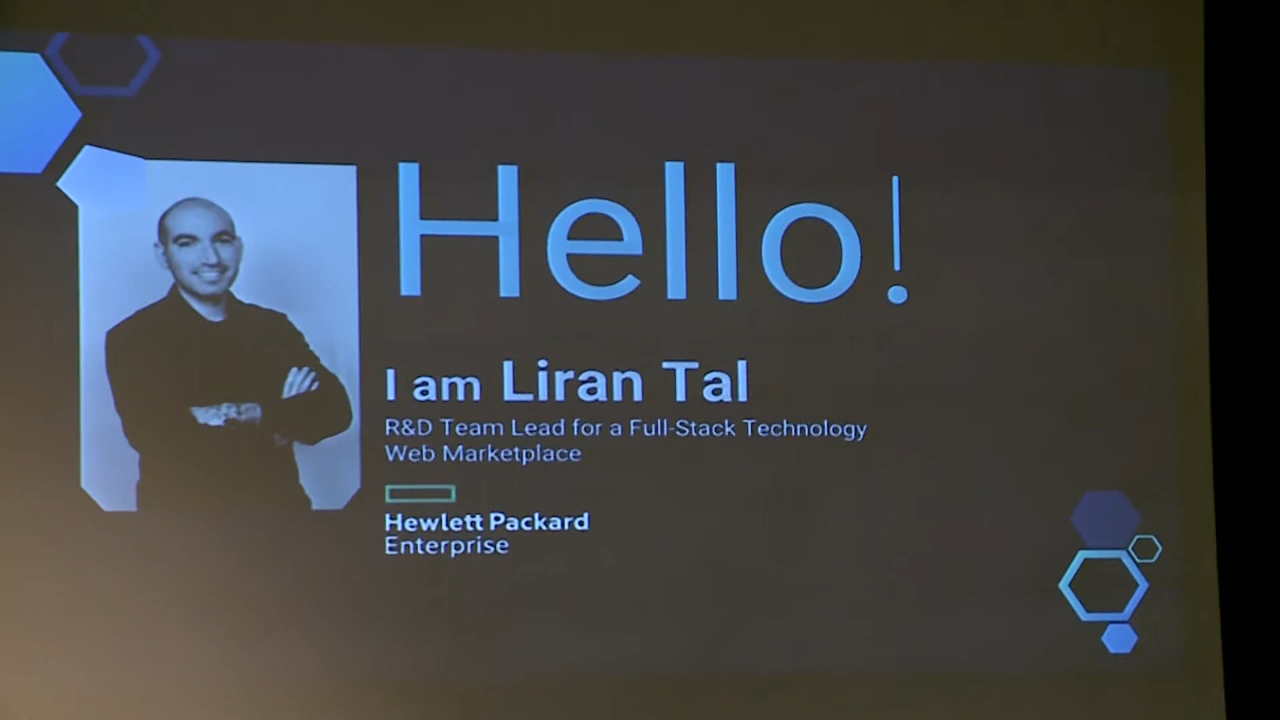 Hello!
I am Liran Tal
R&D Team Lead for a Full-Stack Technology
Web Marketplace
Hewlett Packard
Enterprise